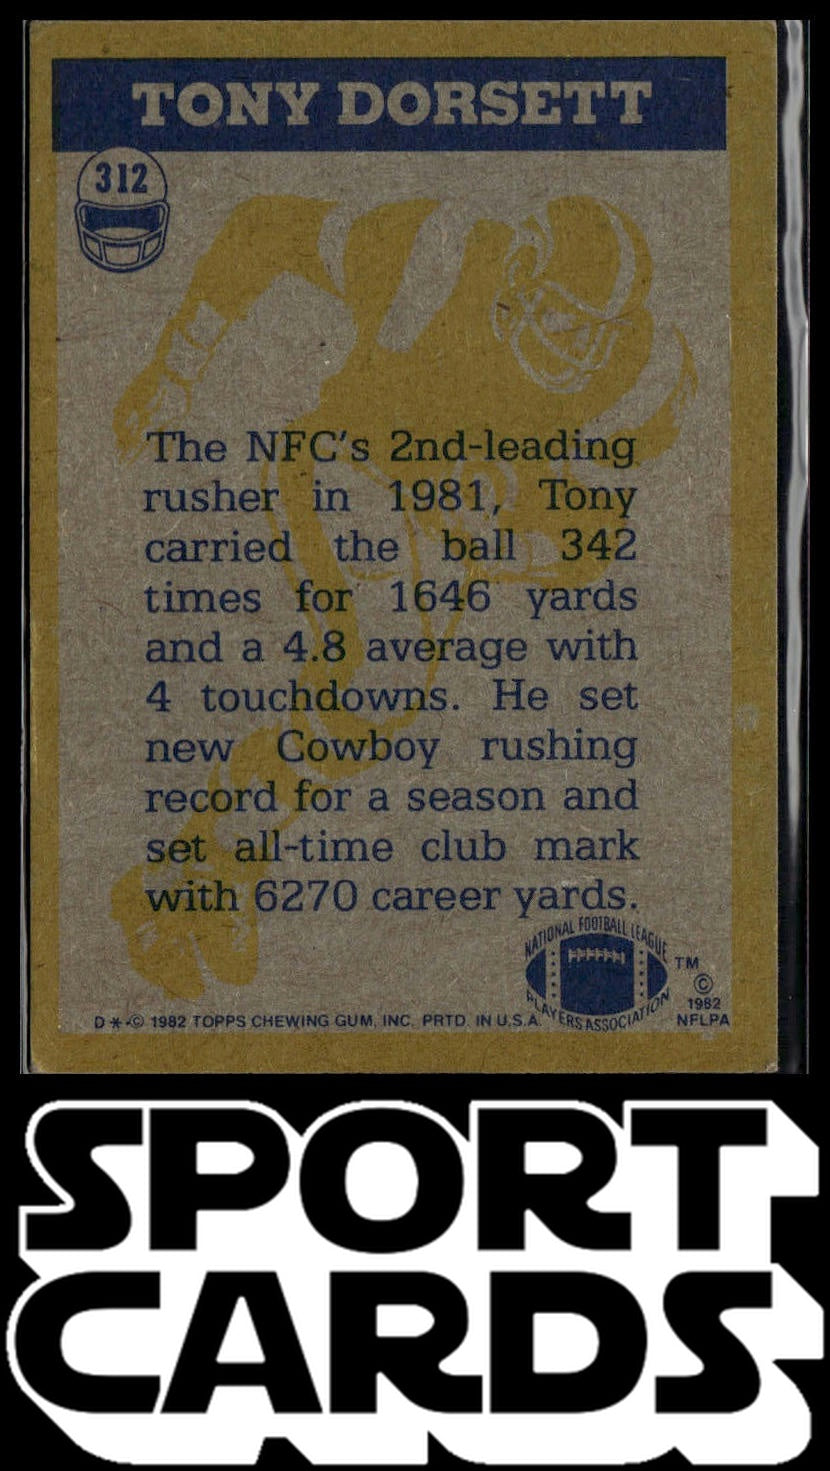 TONY DORSETT
312
The NFC's 2nd-leading
rusher in 1981, Tony
carried the ball 342
times for 1646 yards
and a 4.8 average with
4 touchdowns. He set
new Cowboy rushing
record for a season and
set all-time club mark
with 6270 career yards.
NATIONAL FOOTBALL LEAGUE
PLAYERS ASSOCIATION
TM
©
1982
NFLPA
D * © 1982 TOPPS CHEWING GUM, INC. PRTD. IN U.S.A.
SPORT
CARDS